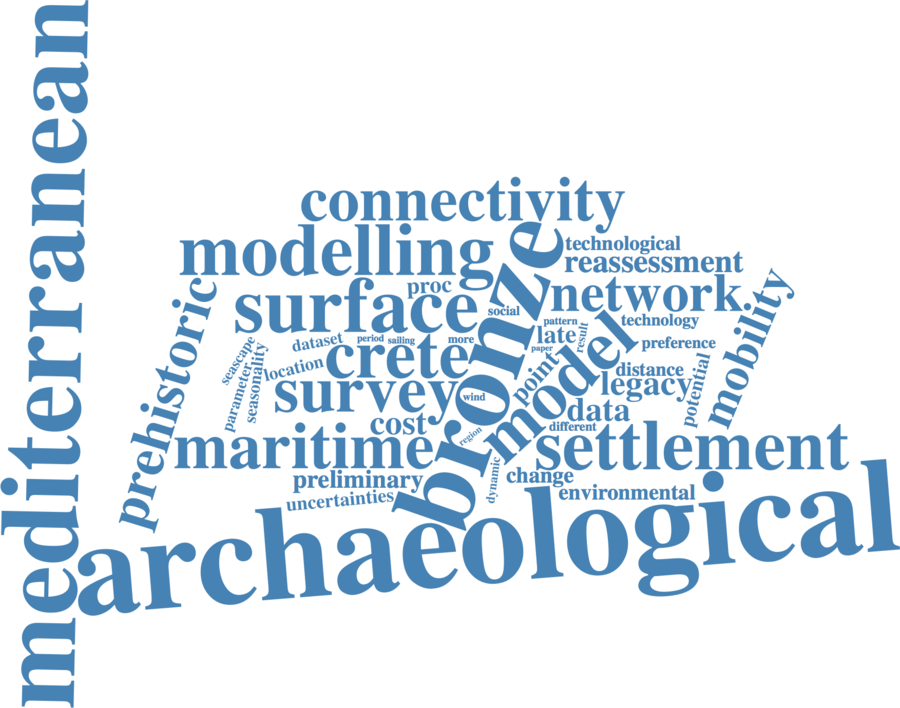 mediterranean
connectivity
modelling
bronze
technological
reassessment
proc
prehistoric
surface
social
network
mobility
pattern
technology
late
result
dataset
period
sailing
more
paper
model
preference
seascape
parameter
seasonality
location
crete
point
distance
legacy
potential
survey
wind
data
cost
region
different
maritime
settlement
preliminary
dynamic
change
uncertainties
environmental
archaeological